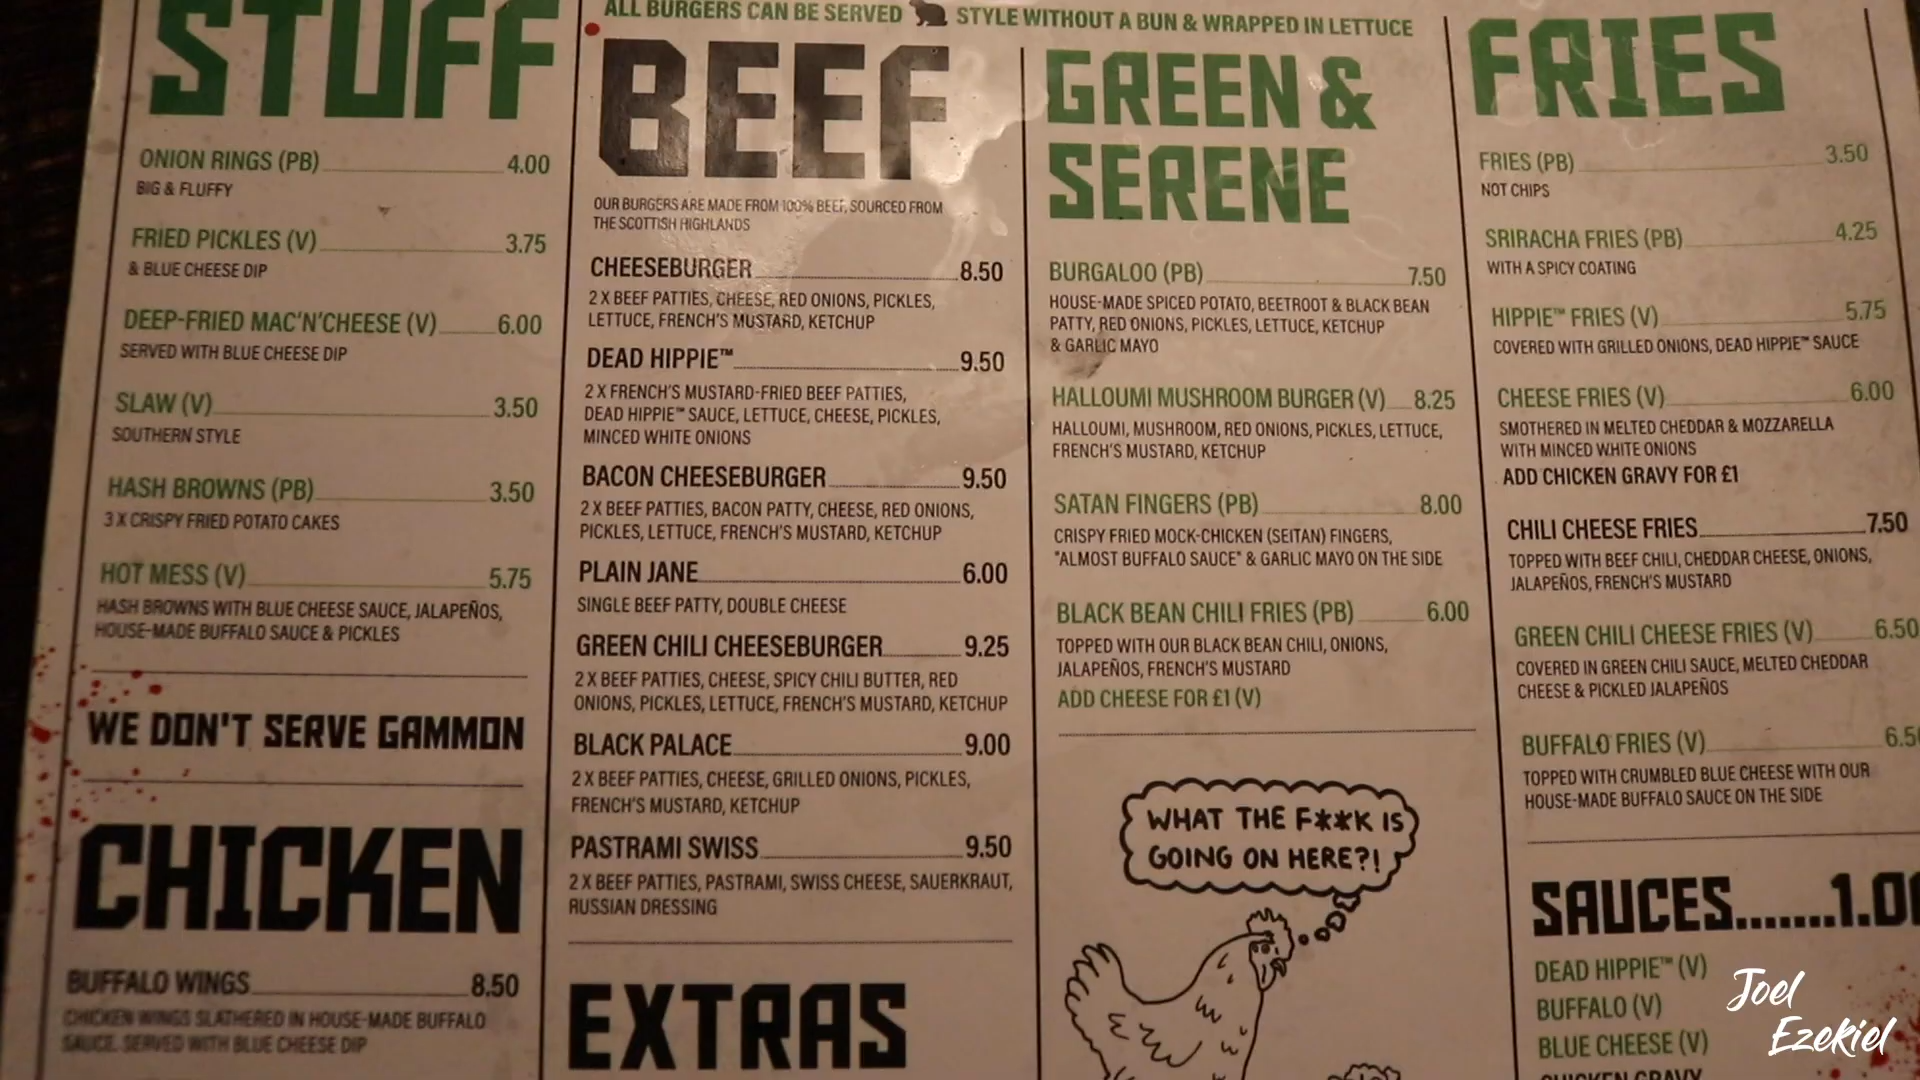 STUFF
ONION RINGS (PB) 4.00
BIG & FLUFFY
FRIED PICKLES (V) 3.75
& BLUE CHEESE DIP
DEEP-FRIED MAC'N'CHEESE (V) 6.00
SERVED WITH BLUE CHEESE DIP
SLAW (V) 3.50
SOUTHERN STYLE
HASH BROWNS (PB) 3.50
3 X CRISPY FRIED POTATO CAKES
HOT MESS (V) 5.75
HASH BROWNS WITH BLUE CHEESE SAUCE, JALAPEÑOS,
HOUSE-MADE BUFFALO SAUCE & PICKLES
WE DON'T SERVE GAMMON
CHICKEN
BUFFALO WINGS 8.50
CHICKEN WINGS SLATHERED IN HOUSE-MADE BUFFALO
SAUCE. SERVED WITH BLUE CHEESE DIP
ALL BURGERS CAN BE SERVED STYLE WITHOUT A BUN & WRAPPED IN LETTUCE
BEEF
OUR BURGERS ARE MADE FROM 100% BEEF, SOURCED FROM
THE SCOTTISH HIGHLANDS
CHEESEBURGER 8.50
2 X BEEF PATTIES, CHEESE, RED ONIONS, PICKLES,
LETTUCE, FRENCH'S MUSTARD, KETCHUP
DEAD HIPPIE™ 9.50
2 X FRENCH'S MUSTARD-FRIED BEEF PATTIES,
DEAD HIPPIE™ SAUCE, LETTUCE, CHEESE, PICKLES,
MINCED WHITE ONIONS
BACON CHEESEBURGER 9.50
2 X BEEF PATTIES, BACON PATTY, CHEESE, RED ONIONS,
PICKLES, LETTUCE, FRENCH'S MUSTARD, KETCHUP
PLAIN JANE 6.00
SINGLE BEEF PATTY, DOUBLE CHEESE
GREEN CHILI CHEESEBURGER 9.25
2 X BEEF PATTIES, CHEESE, SPICY CHILI BUTTER, RED
ONIONS, PICKLES, LETTUCE, FRENCH'S MUSTARD, KETCHUP
BLACK PALACE 9.00
2 X BEEF PATTIES, CHEESE, GRILLED ONIONS, PICKLES,
FRENCH'S MUSTARD, KETCHUP
PASTRAMI SWISS 9.50
2 X BEEF PATTIES, PASTRAMI, SWISS CHEESE, SAUERKRAUT,
RUSSIAN DRESSING
EXTRAS
GREEN &
SERENE
BURGALOO (PB) 7.50
HOUSE-MADE SPICED POTATO, BEETROOT & BLACK BEAN
PATTY, RED ONIONS, PICKLES, LETTUCE, KETCHUP
& GARLIC MAYO
HALLOUMI MUSHROOM BURGER (V) 8.25
HALLOUMI, MUSHROOM, RED ONIONS, PICKLES, LETTUCE,
FRENCH'S MUSTARD, KETCHUP
SATAN FINGERS (PB) 8.00
CRISPY FRIED MOCK-CHICKEN (SEITAN) FINGERS,
"ALMOST BUFFALO SAUCE" & GARLIC MAYO ON THE SIDE
BLACK BEAN CHILI FRIES (PB) 6.00
TOPPED WITH OUR BLACK BEAN CHILI, ONIONS,
JALAPEÑOS, FRENCH'S MUSTARD
ADD CHEESE FOR £1 (V)
WHAT THE F**K IS
GOING ON HERE?!
FRIES
FRIES (PB) 3.50
NOT CHIPS
SRIRACHA FRIES (PB) 4.25
WITH A SPICY COATING
HIPPIE™ FRIES (V) 5.75
COVERED WITH GRILLED ONIONS, DEAD HIPPIE™ SAUCE
CHEESE FRIES (V) 6.00
SMOTHERED IN MELTED CHEDDAR & MOZZARELLA
WITH MINCED WHITE ONIONS
ADD CHICKEN GRAVY FOR £1
CHILI CHEESE FRIES 7.50
TOPPED WITH BEEF CHILI, CHEDDAR CHEESE, ONIONS,
JALAPEÑOS, FRENCH'S MUSTARD
GREEN CHILI CHEESE FRIES (V) 6.50
COVERED IN GREEN CHILI SAUCE, MELTED CHEDDAR
CHEESE & PICKLED JALAPEÑOS
BUFFALO FRIES (V) 6.50
TOPPED WITH CRUMBLED BLUE CHEESE WITH OUR
HOUSE-MADE BUFFALO SAUCE ON THE SIDE
SAUCES.......1.00
DEAD HIPPIE™ (V)
BUFFALO (V)
BLUE CHEESE (V)
CHICKEN GRAVY
Joel
Ezekiel